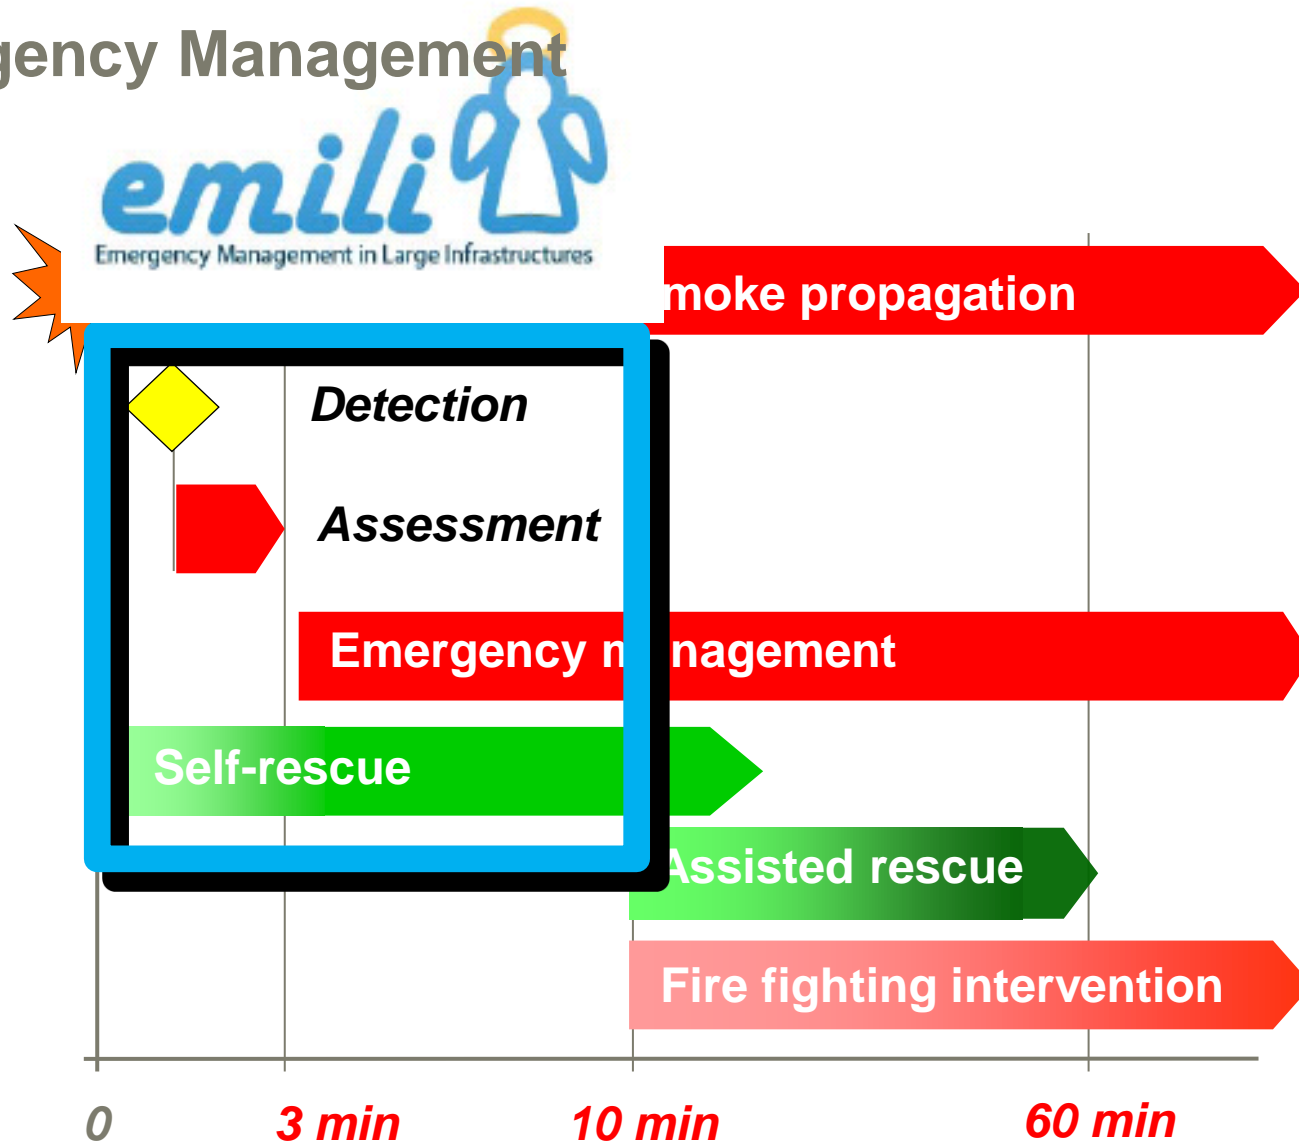 gency Management
emili
Emergency Management in Large Infrastructures
moke propagation
Detection
Assessment
Emergency m nagement
Self-rescue
Assisted rescue
Fire fighting intervention
0
3 min
10 min
60 min